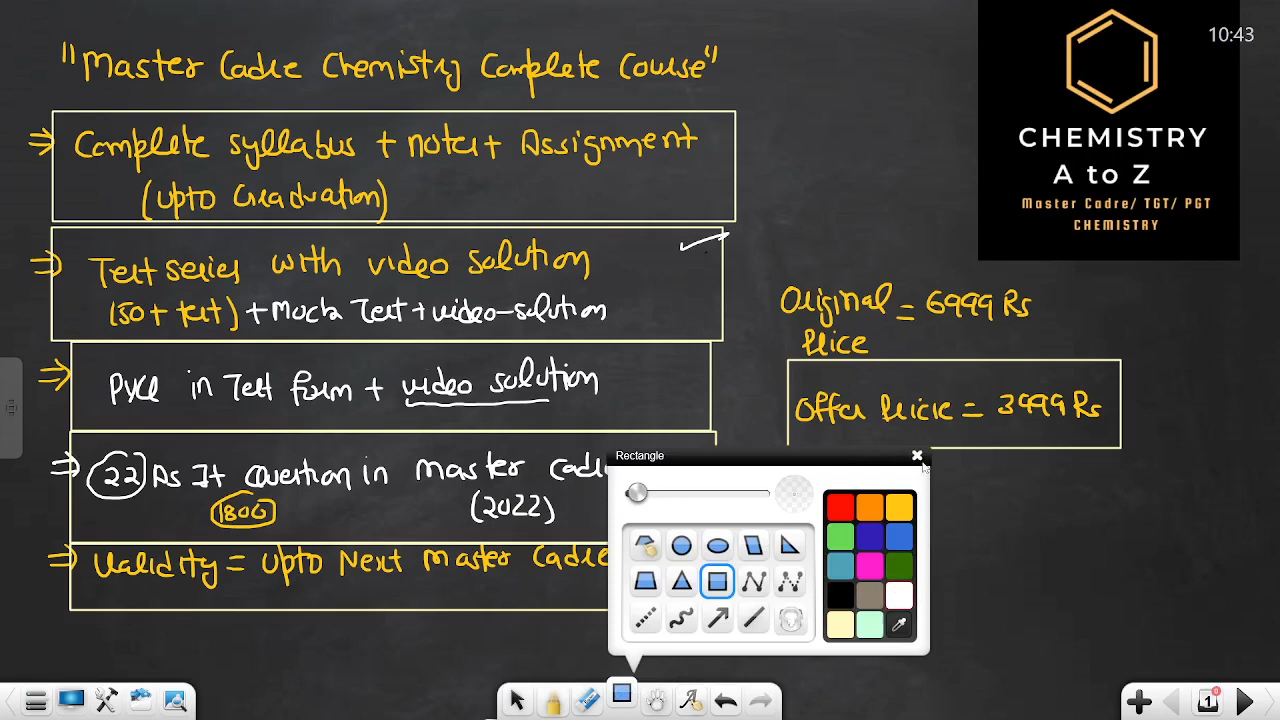 "Master Cadre Chemistry Complete Course"
10:43
CHEMISTRY
A to Z
Master Cadre/ TGT/ PGT
CHEMISTRY
⇒ Complete syllabus + notes + Assignment
(upto Graduation)
⇒ Test series with video solution
(50+ test) + Mock Test + video-solution
⇒ PYQ in Test form + video solution
⇒ 22 As It Question in master cadre
1800 (2022)
⇒ Validity = upto Next Master Cadre
Original = 6999 Rs
Price
Offer Price = 3999 Rs
Rectangle
1
0